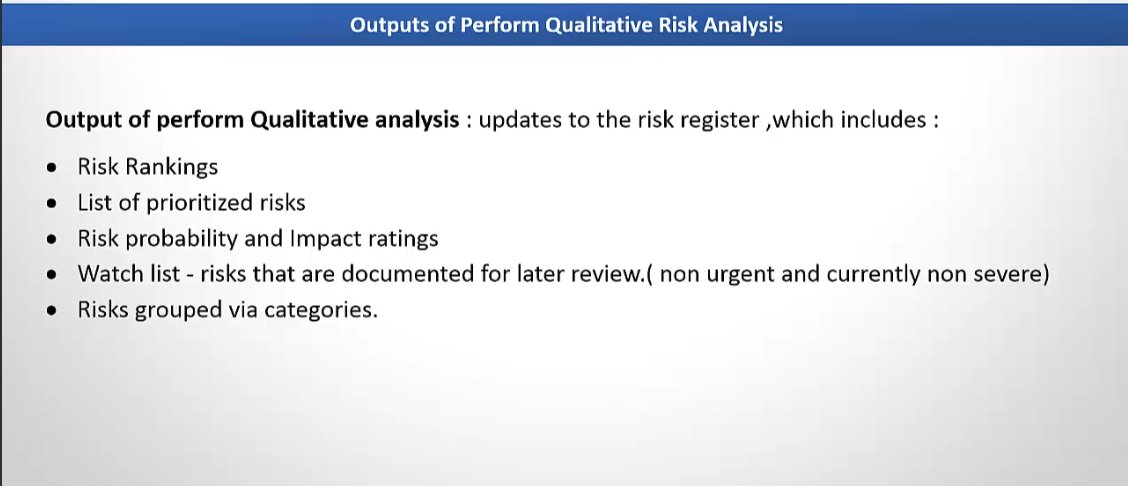 Outputs of Perform Qualitative Risk Analysis
Output of perform Qualitative analysis : updates to the risk register ,which includes :
• Risk Rankings
• List of prioritized risks
• Risk probability and Impact ratings
• Watch list - risks that are documented for later review.( non urgent and currently non severe)
• Risks grouped via categories.